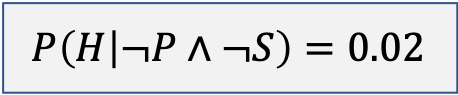 P(H|¬P ∧ ¬S) = 0.02